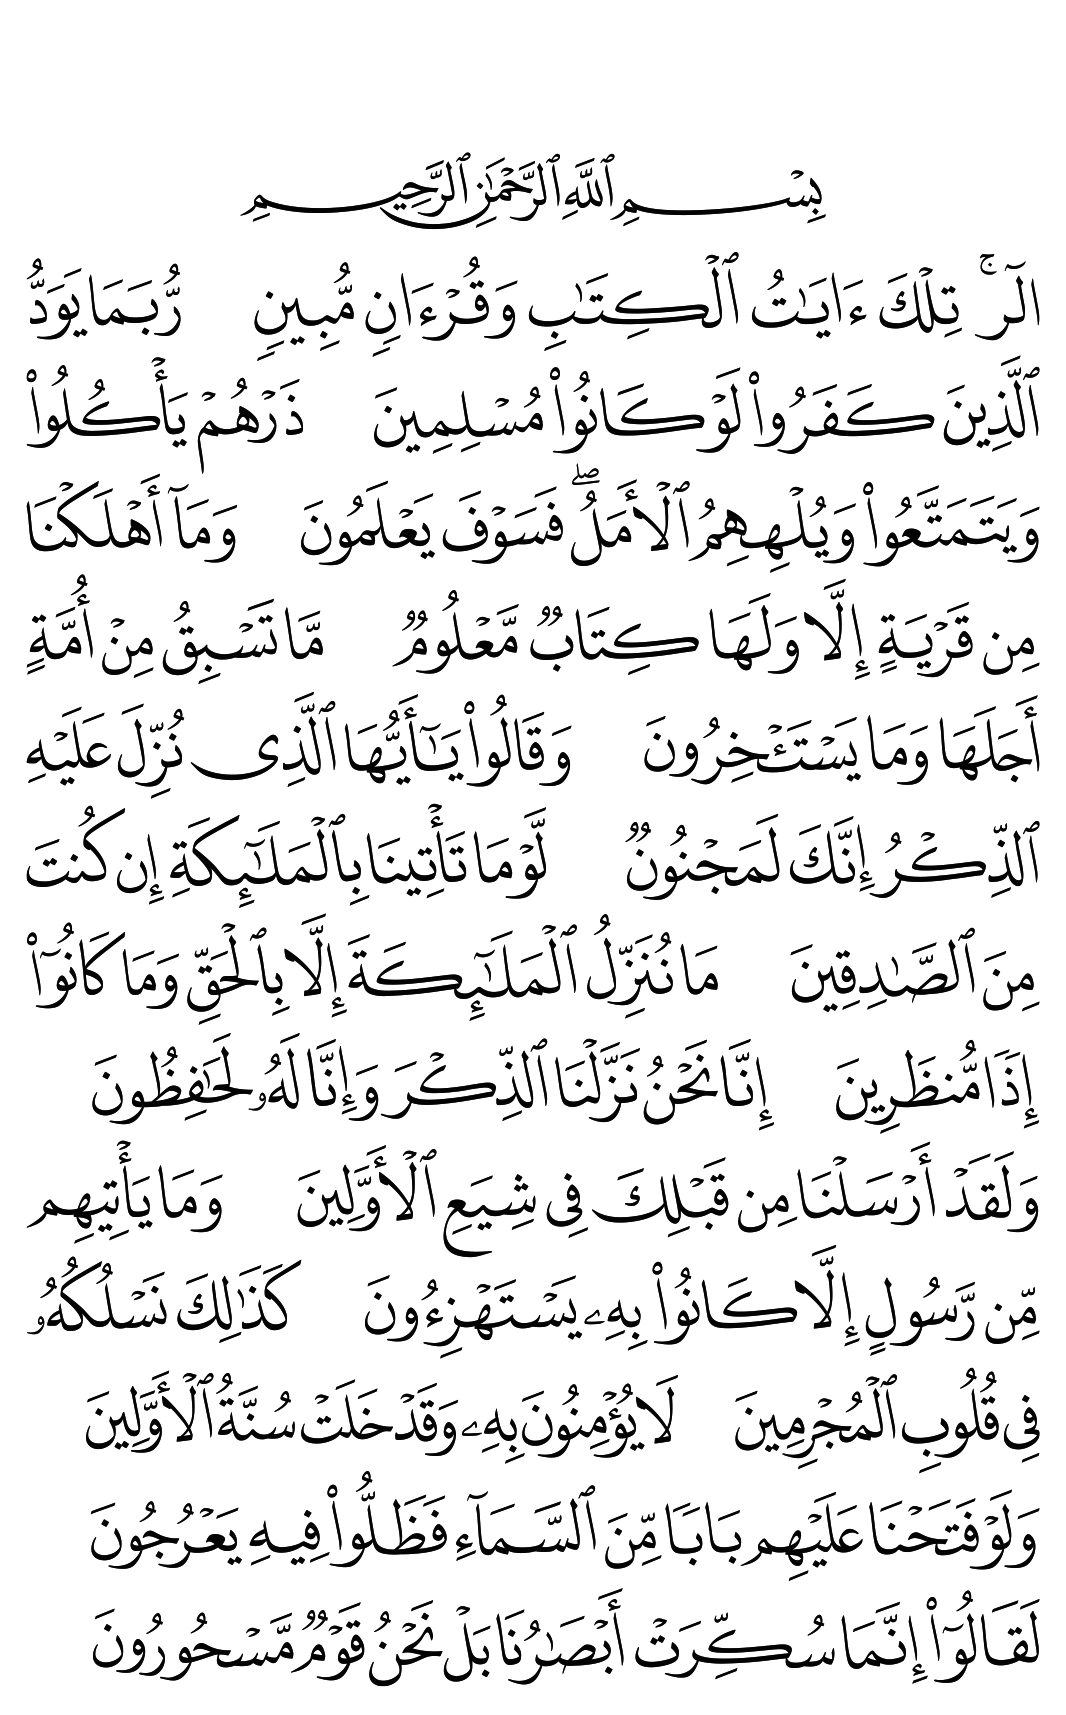 بِسْمِ ٱللَّهِ ٱلرَّحْمَٰنِ ٱلرَّحِيمِ
الٓرۚ تِلْكَ ءَايَـٰتُ ٱلْكِتَـٰبِ وَقُرْءَانٍ مُّبِينٍ رُّبَمَا يَوَدُّ
ٱلَّذِينَ كَفَرُوا۟ لَوْ كَانُوا۟ مُسْلِمِينَ ذَرْهُمْ يَأْكُلُوا۟
وَيَتَمَتَّعُوا۟ وَيُلْهِهِمُ ٱلْأَمَلُۖ فَسَوْفَ يَعْلَمُونَ وَمَآ أَهْلَكْنَا
مِن قَرْيَةٍ إِلَّا وَلَهَا كِتَابٌ مَّعْلُومٌ مَّا تَسْبِقُ مِنْ أُمَّةٍ
أَجَلَهَا وَمَا يَسْتَـْٔخِرُونَ وَقَالُوا۟ يَـٰٓأَيُّهَا ٱلَّذِى نُزِّلَ عَلَيْهِ
ٱلذِّكْرُ إِنَّكَ لَمَجْنُونٌ لَّوْ مَا تَأْتِينَا بِٱلْمَلَـٰٓئِكَةِ إِن كُنتَ
مِنَ ٱلصَّـٰدِقِينَ مَا نُنَزِّلُ ٱلْمَلَـٰٓئِكَةَ إِلَّا بِٱلْحَقِّ وَمَا كَانُوٓا۟
إِذًا مُّنظَرِينَ إِنَّا نَحْنُ نَزَّلْنَا ٱلذِّكْرَ وَإِنَّا لَهُۥ لَحَـٰفِظُونَ
وَلَقَدْ أَرْسَلْنَا مِن قَبْلِكَ فِى شِيَعِ ٱلْأَوَّلِينَ وَمَا يَأْتِيهِم
مِّن رَّسُولٍ إِلَّا كَانُوا۟ بِهِۦ يَسْتَهْزِءُونَ كَذَٰلِكَ نَسْلُكُهُۥ
فِى قُلُوبِ ٱلْمُجْرِمِينَ لَا يُؤْمِنُونَ بِهِۦ وَقَدْ خَلَتْ سُنَّةُ ٱلْأَوَّلِينَ
وَلَوْ فَتَحْنَا عَلَيْهِم بَابًا مِّنَ ٱلسَّمَآءِ فَظَلُّوا۟ فِيهِ يَعْرُجُونَ
لَقَالُوٓا۟ إِنَّمَا سُكِّرَتْ أَبْصَـٰرُنَا بَلْ نَحْنُ قَوْمٌ مَّسْحُورُونَ